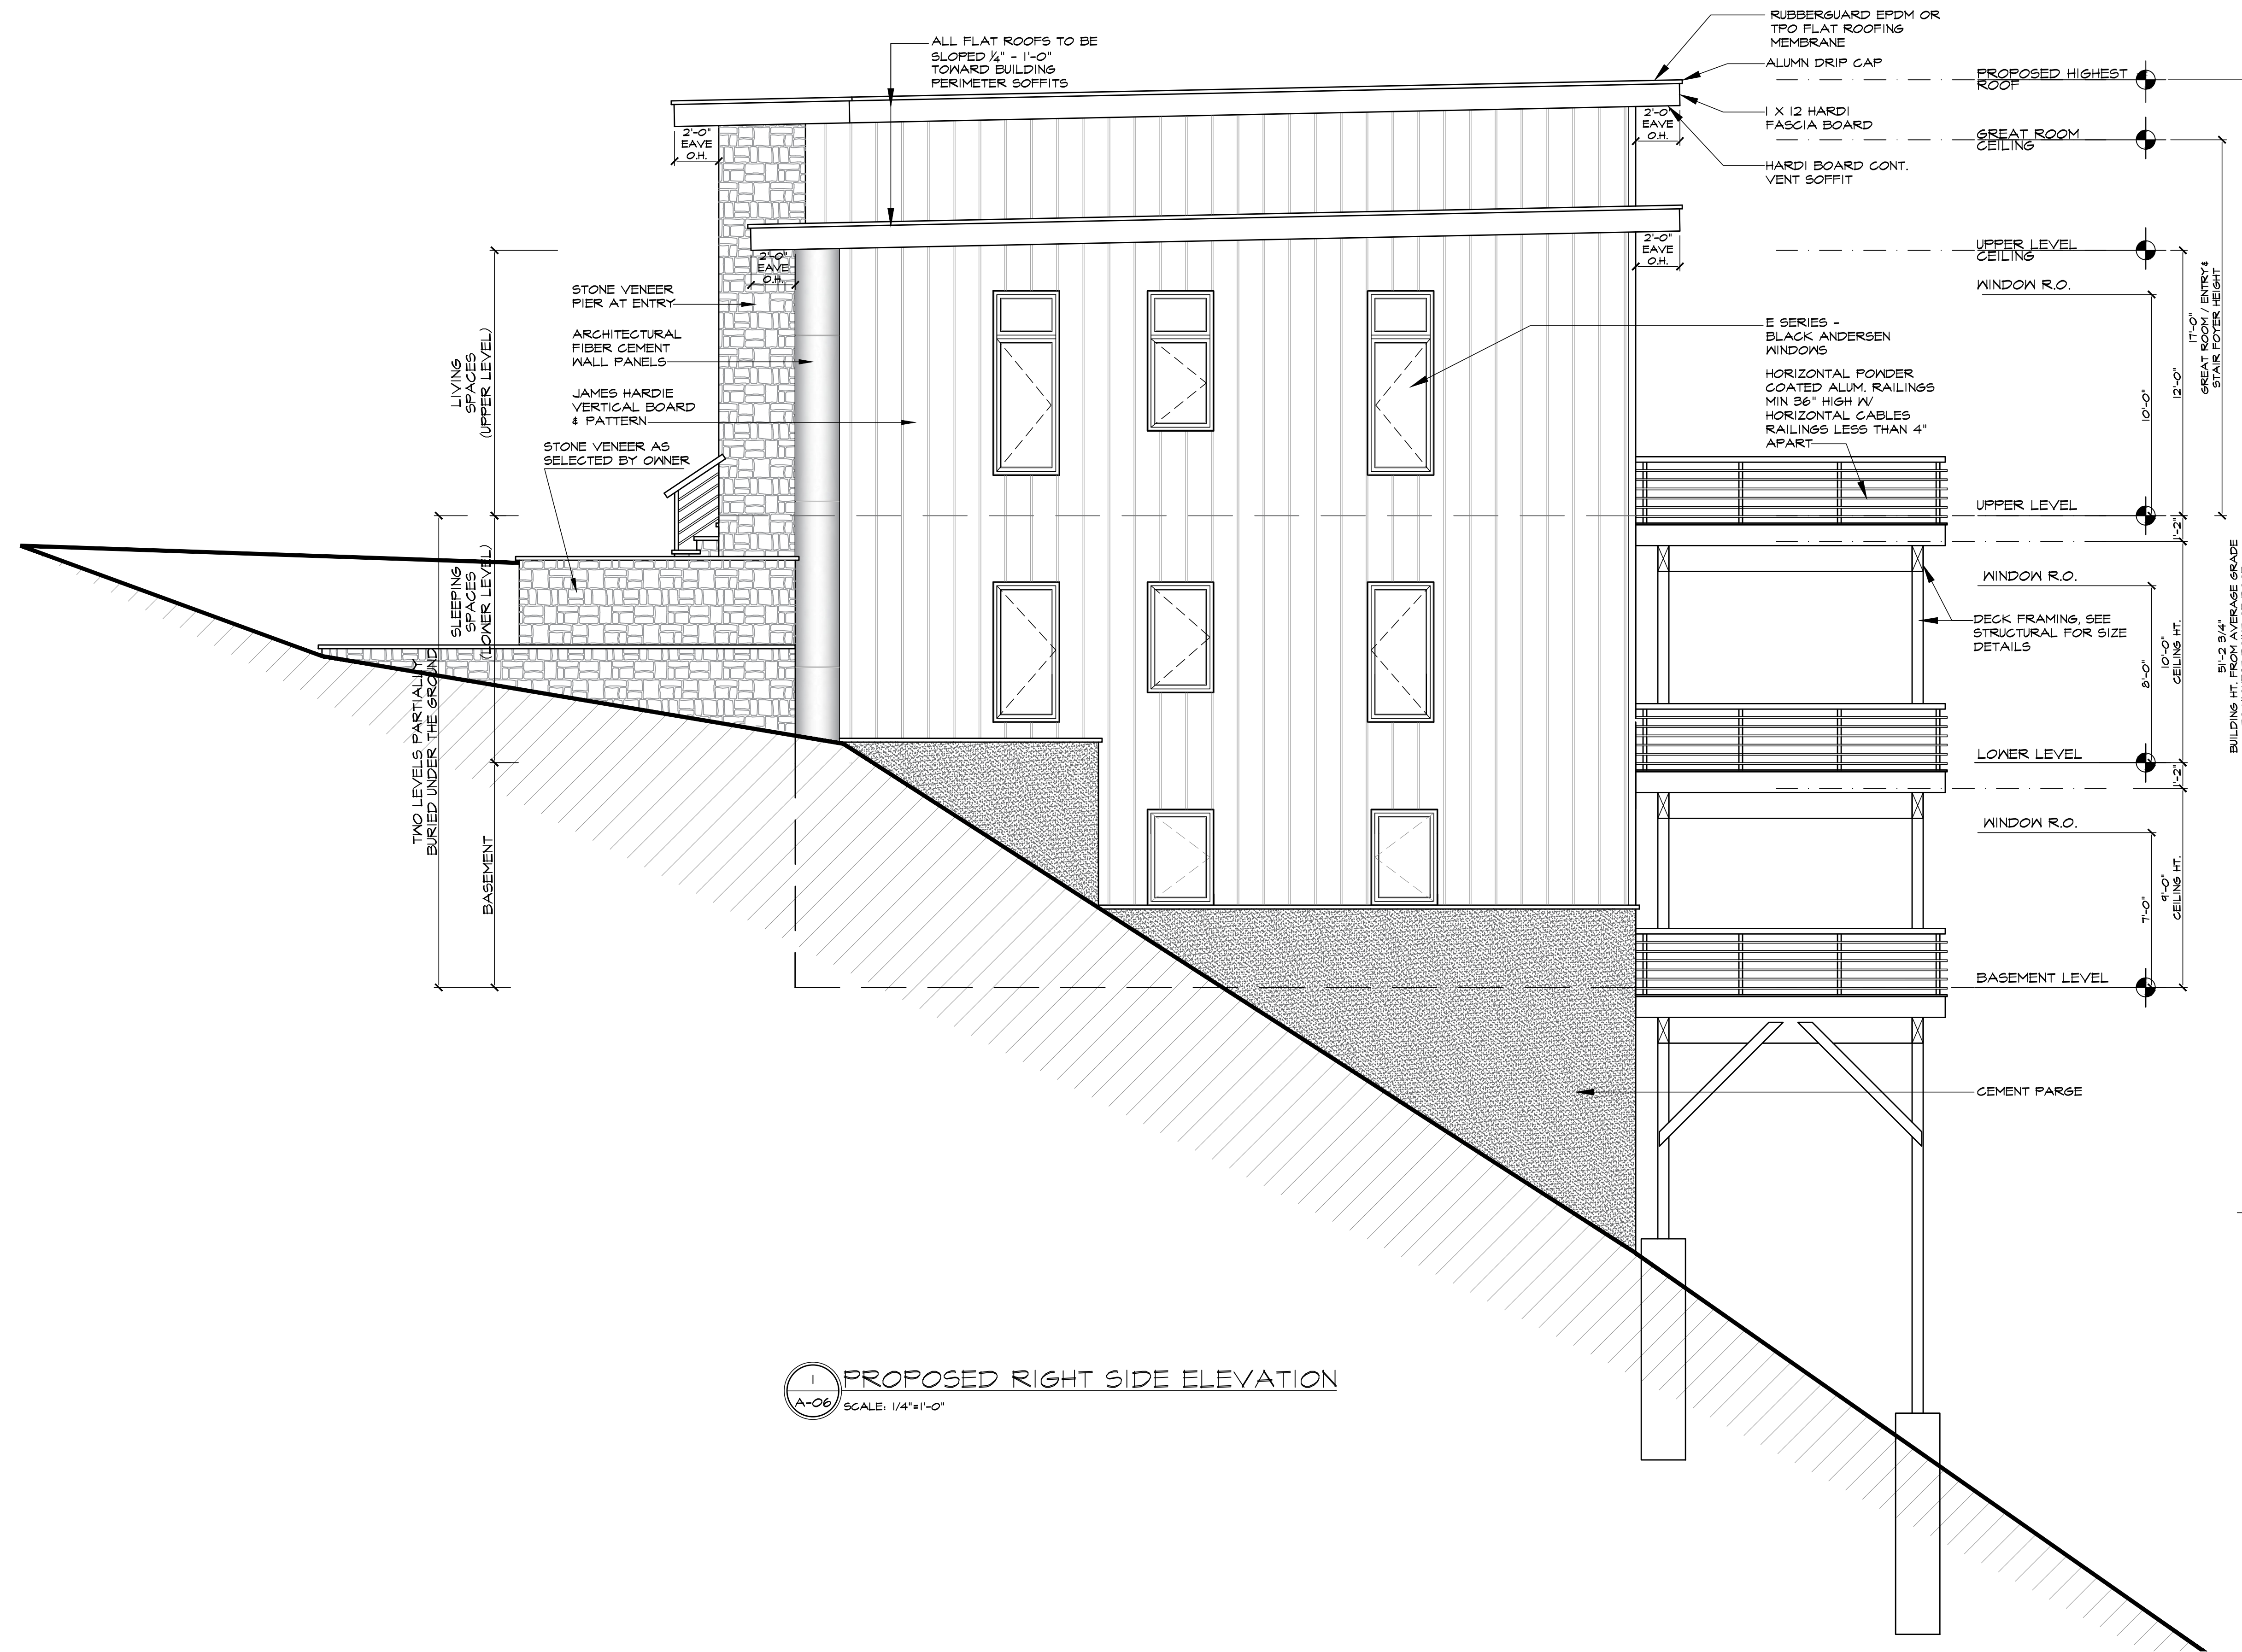 ALL FLAT ROOFS TO BE
SLOPED 1/4" - 1'-0"
TOWARD BUILDING
PERIMETER SOFFITS
RUBBERGUARD EPDM OR
TPO FLAT ROOFING
MEMBRANE
ALUMN DRIP CAP
PROPOSED HIGHEST
ROOF
1 X 12 HARDI
FASCIA BOARD
GREAT ROOM
CEILING
HARDI BOARD CONT.
VENT SOFFIT
2'-0"
EAVE
O.H.
2'-0"
EAVE
O.H.
2'-0"
EAVE
O.H.
2'-0"
EAVE
O.H.
UPPER LEVEL
CEILING
WINDOW R.O.
STONE VENEER
PIER AT ENTRY
ARCHITECTURAL
FIBER CEMENT
WALL PANELS
JAMES HARDIE
VERTICAL BOARD
& PATTERN
STONE VENEER AS
SELECTED BY OWNER
E SERIES -
BLACK ANDERSEN
WINDOWS
HORIZONTAL POWDER
COATED ALUM. RAILINGS
MIN 36" HIGH W/
HORIZONTAL CABLES
RAILINGS LESS THAN 4"
APART
LIVING
SPACES
(UPPER LEVEL)
SLEEPING
SPACES
(LOWER LEVEL)
TWO LEVELS PARTIALLY
BURIED UNDER THE GROUND
BASEMENT
10'-0"
12'-0"
17'-0"
GREAT ROOM / ENTRY &
STAIR FOYER HEIGHT
UPPER LEVEL
1'-2"
WINDOW R.O.
DECK FRAMING, SEE
STRUCTURAL FOR SIZE
DETAILS
8'-0"
10'-0"
CEILING HT.
51'-2 3/4"
BUILDING HT. FROM AVERAGE GRADE
LOWER LEVEL
1'-2"
WINDOW R.O.
7'-0"
9'-0"
CEILING HT.
BASEMENT LEVEL
CEMENT PARGE
1
A-06
PROPOSED RIGHT SIDE ELEVATION
SCALE: 1/4"=1'-0"